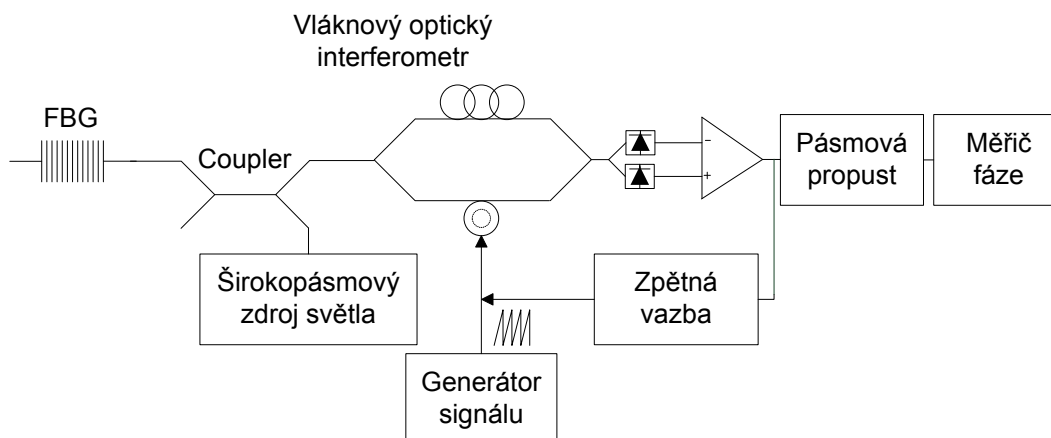 Vláknový optický
interferometr
FBG
Coupler
−
+
Pásmová
propust
Měřič
fáze
Širokopásmový
zdroj světla
Zpětná
vazba
Generátor
signálu